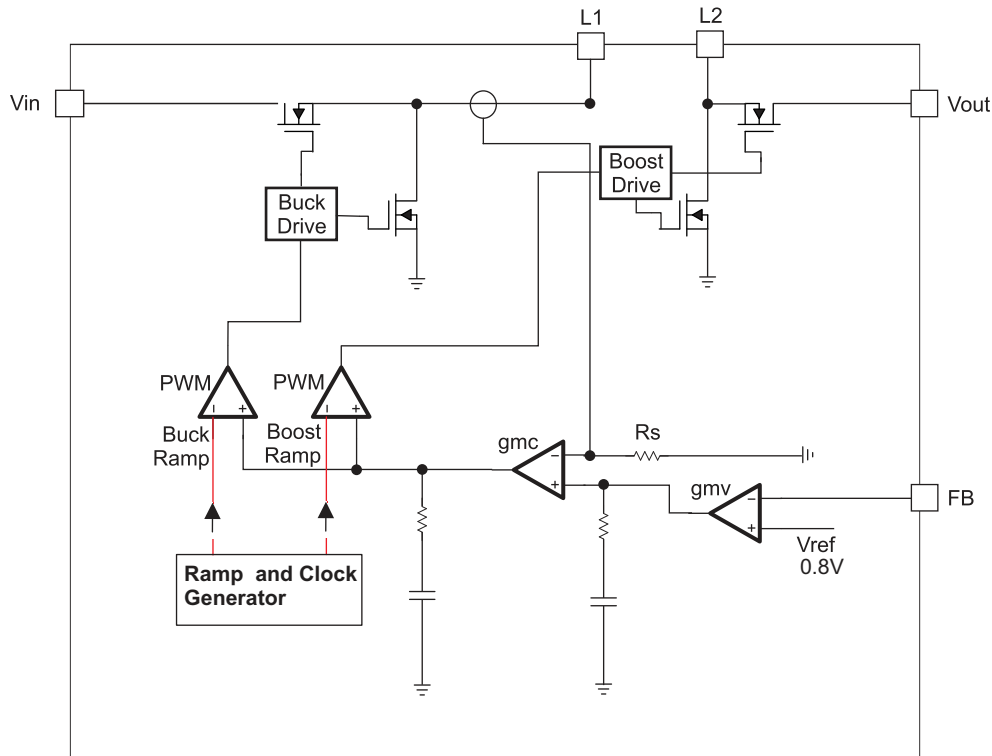 L1
L2
Vin
Vout
Boost
Drive
Buck
Drive
PWM
PWM
Buck
Ramp
Boost
Ramp
gmc
Rs
gmv
FB
Vref
0.8V
Ramp and Clock
Generator